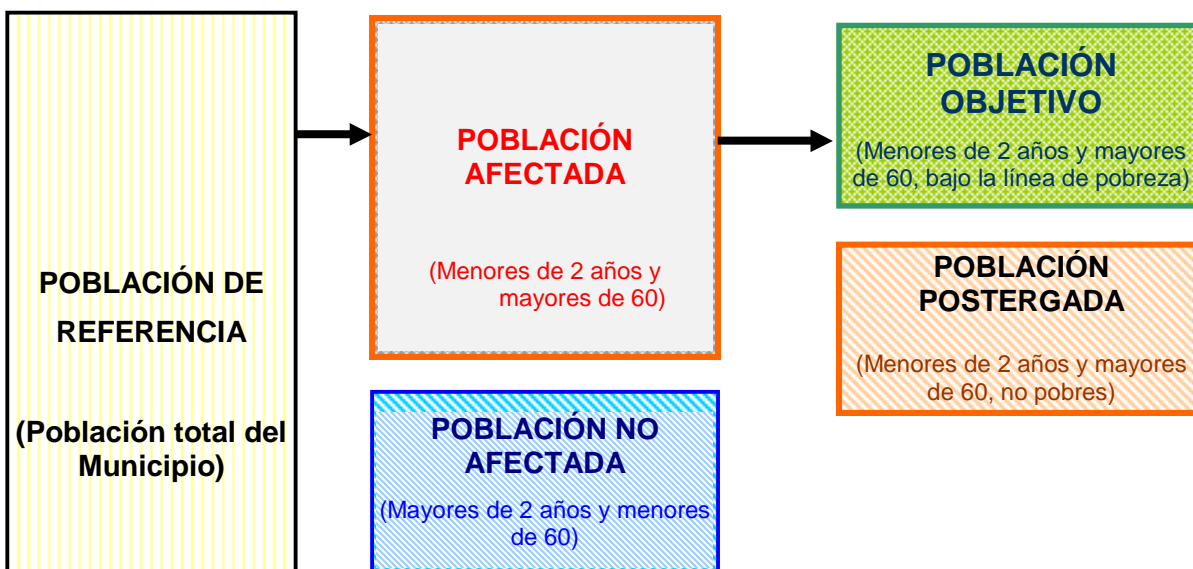 POBLACIÓN DE
REFERENCIA
(Población total del
Municipio)
POBLACIÓN
AFECTADA
(Menores de 2 años y
mayores de 60)
POBLACIÓN NO
AFECTADA
(Mayores de 2 años y menores
de 60)
POBLACIÓN
OBJETIVO
(Menores de 2 años y mayores
de 60, bajo la línea de pobreza)
POBLACIÓN
POSTERGADA
(Menores de 2 años y mayores
de 60, no pobres)